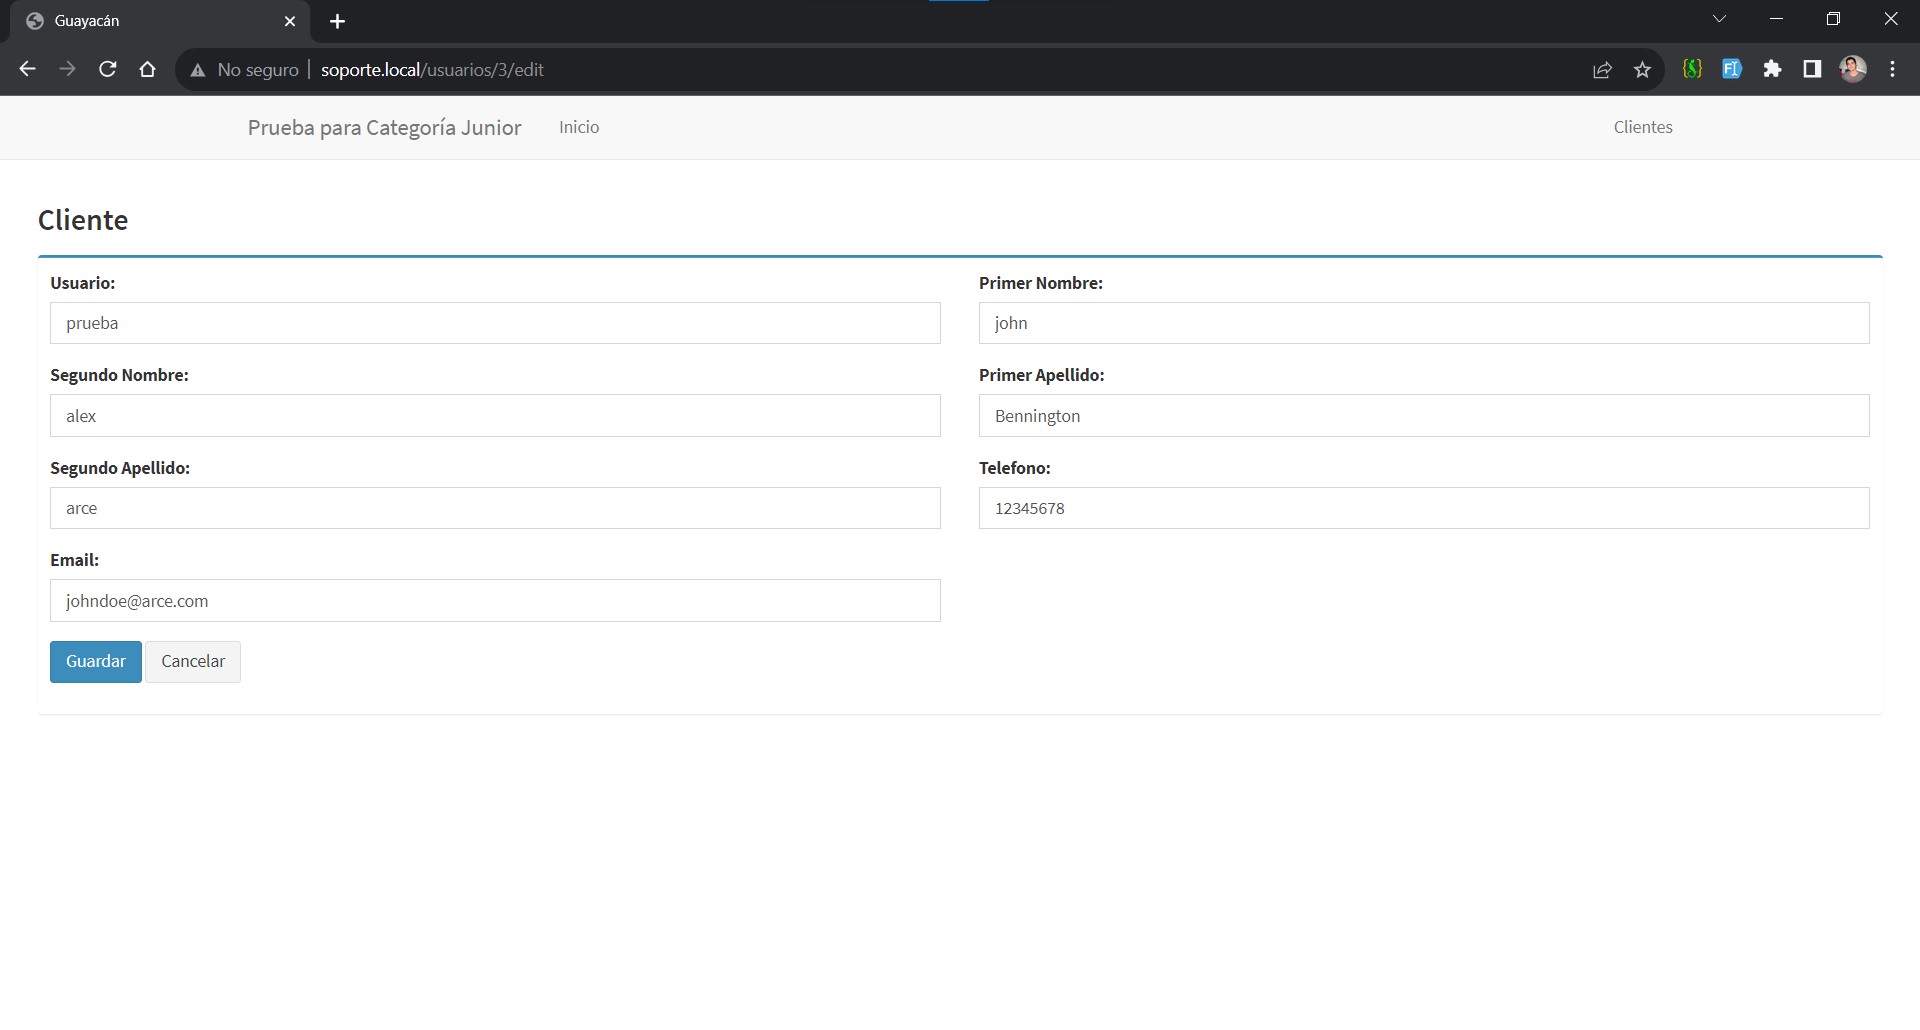 Guayacán
No seguro soporte.local/usuarios/3/edit
Prueba para Categoría Junior Inicio Clientes
Cliente
Usuario: Primer Nombre:
prueba john
Segundo Nombre: Primer Apellido:
alex Bennington
Segundo Apellido: Telefono:
arce 12345678
Email:
johndoe@arce.com
Guardar Cancelar